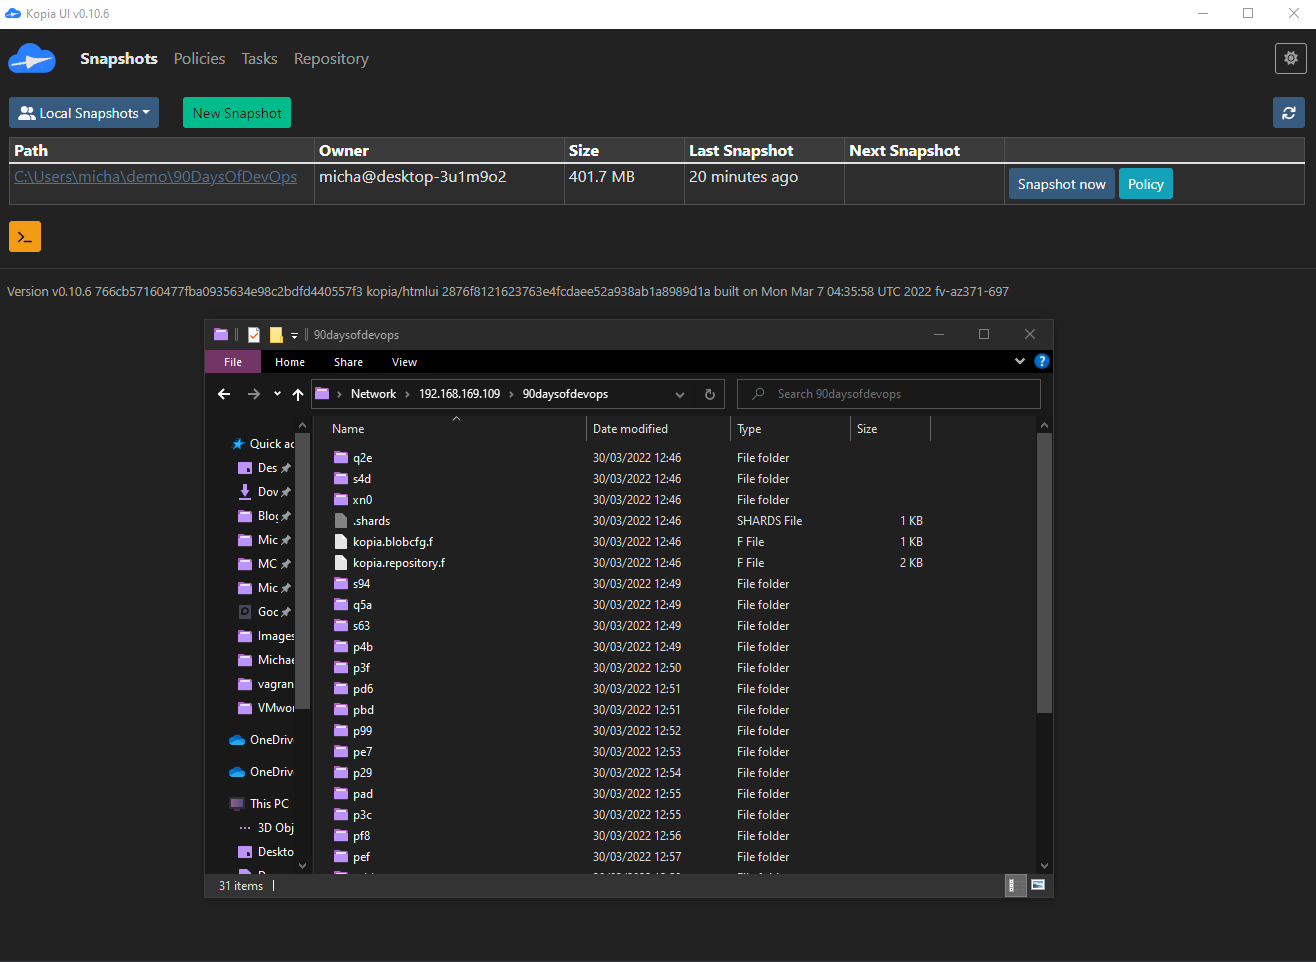 Kopia UI v0.10.6
Snapshots Policies Tasks Repository
Local Snapshots New Snapshot
Path Owner Size Last Snapshot Next Snapshot
C:\Users\micha\demo\90DaysOfDevOps micha@desktop-3u1m9o2 401.7 MB 20 minutes ago Snapshot now Policy
>_
Version v0.10.6 766cb57160477fba0935634e98c2bdfd440557f3 kopia/htmlui 2876f8121623763e4fcdaee52a938ab1a8989d1a built on Mon Mar 7 04:35:58 UTC 2022 fv-az371-697
90daysofdevops
File Home Share View ?
Network > 192.168.169.109 > 90daysofdevops Search 90daysofdevops
Name Date modified Type Size
Quick ac
Des
Dov
Blog
Mic
MC
Mic
Goo
Images
Michae
vagran
VMwor
OneDriv
OneDriv
This PC
3D Obj
Deskto
q2e 30/03/2022 12:46 File folder
s4d 30/03/2022 12:46 File folder
xn0 30/03/2022 12:46 File folder
.shards 30/03/2022 12:46 SHARDS File 1 KB
kopia.blobcfg.f 30/03/2022 12:46 F File 1 KB
kopia.repository.f 30/03/2022 12:46 F File 2 KB
s94 30/03/2022 12:49 File folder
q5a 30/03/2022 12:49 File folder
s63 30/03/2022 12:49 File folder
p4b 30/03/2022 12:49 File folder
p3f 30/03/2022 12:50 File folder
pd6 30/03/2022 12:51 File folder
pbd 30/03/2022 12:51 File folder
p99 30/03/2022 12:52 File folder
pe7 30/03/2022 12:53 File folder
p29 30/03/2022 12:54 File folder
pad 30/03/2022 12:55 File folder
p3c 30/03/2022 12:55 File folder
pf8 30/03/2022 12:56 File folder
pef 30/03/2022 12:57 File folder
31 items